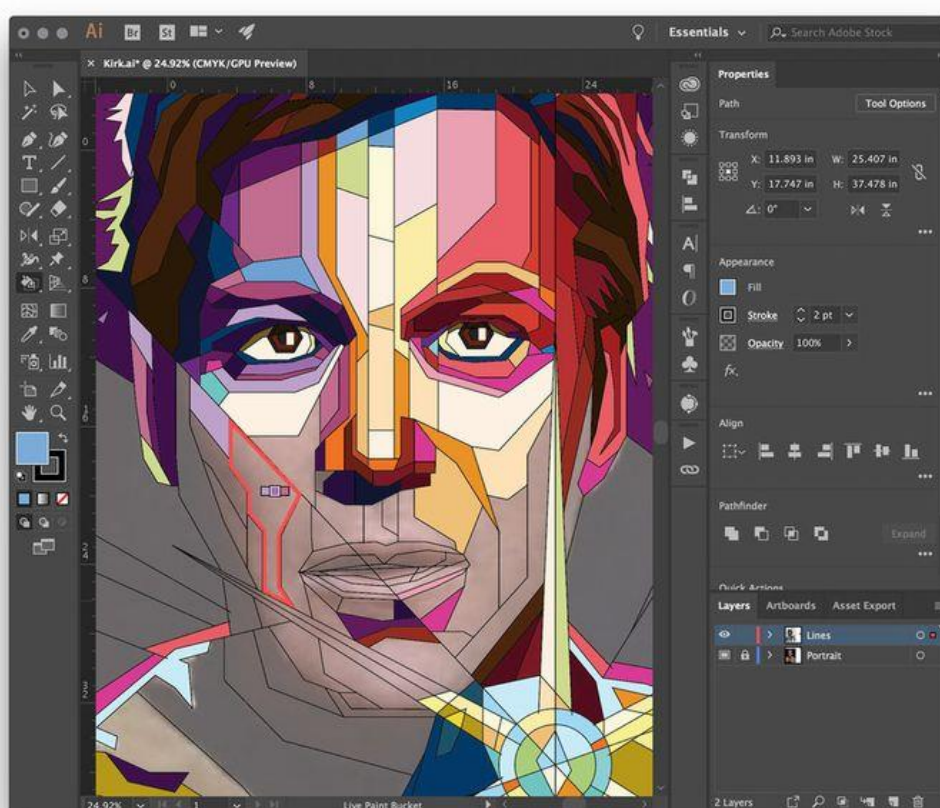 Ai Br St Essentials Search Adobe Stock
× Kirk.ai* @ 24.92% (CMYK/GPU Preview)
0 8 16 24
Properties
Path Tool Options
Transform
X: 11.893 in W: 25.407 in
Y: 17.747 in H: 37.478 in
0°
Appearance
Fill
Stroke 2 pt
Opacity 100%
fx.
Align
Pathfinder
Expand
Quick Actions
Layers Artboards Asset Export
Lines
Portrait
24.92% 1 Live Paint Bucket 2 Layers